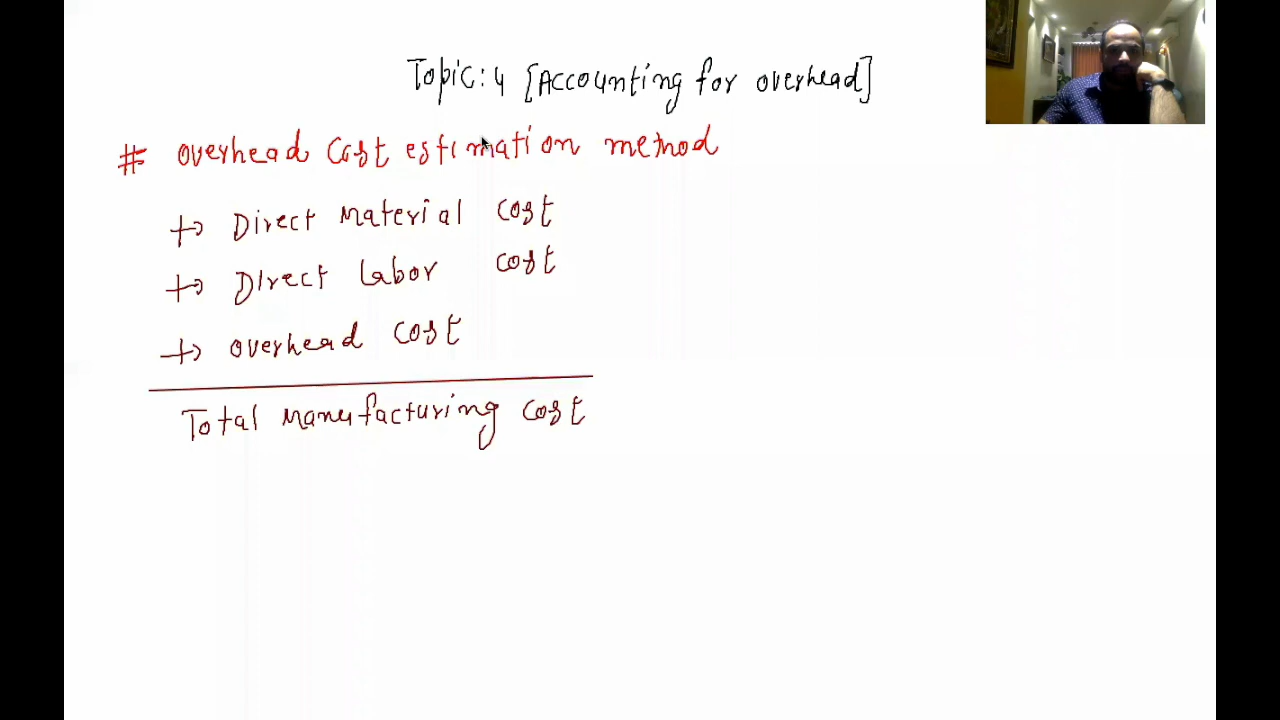 Topic: 4 [Accounting for overhead]
# overhead cost estimation method
+→ Direct Material cost
+→ Direct labor cost
+→ overhead cost
Total Manufacturing cost